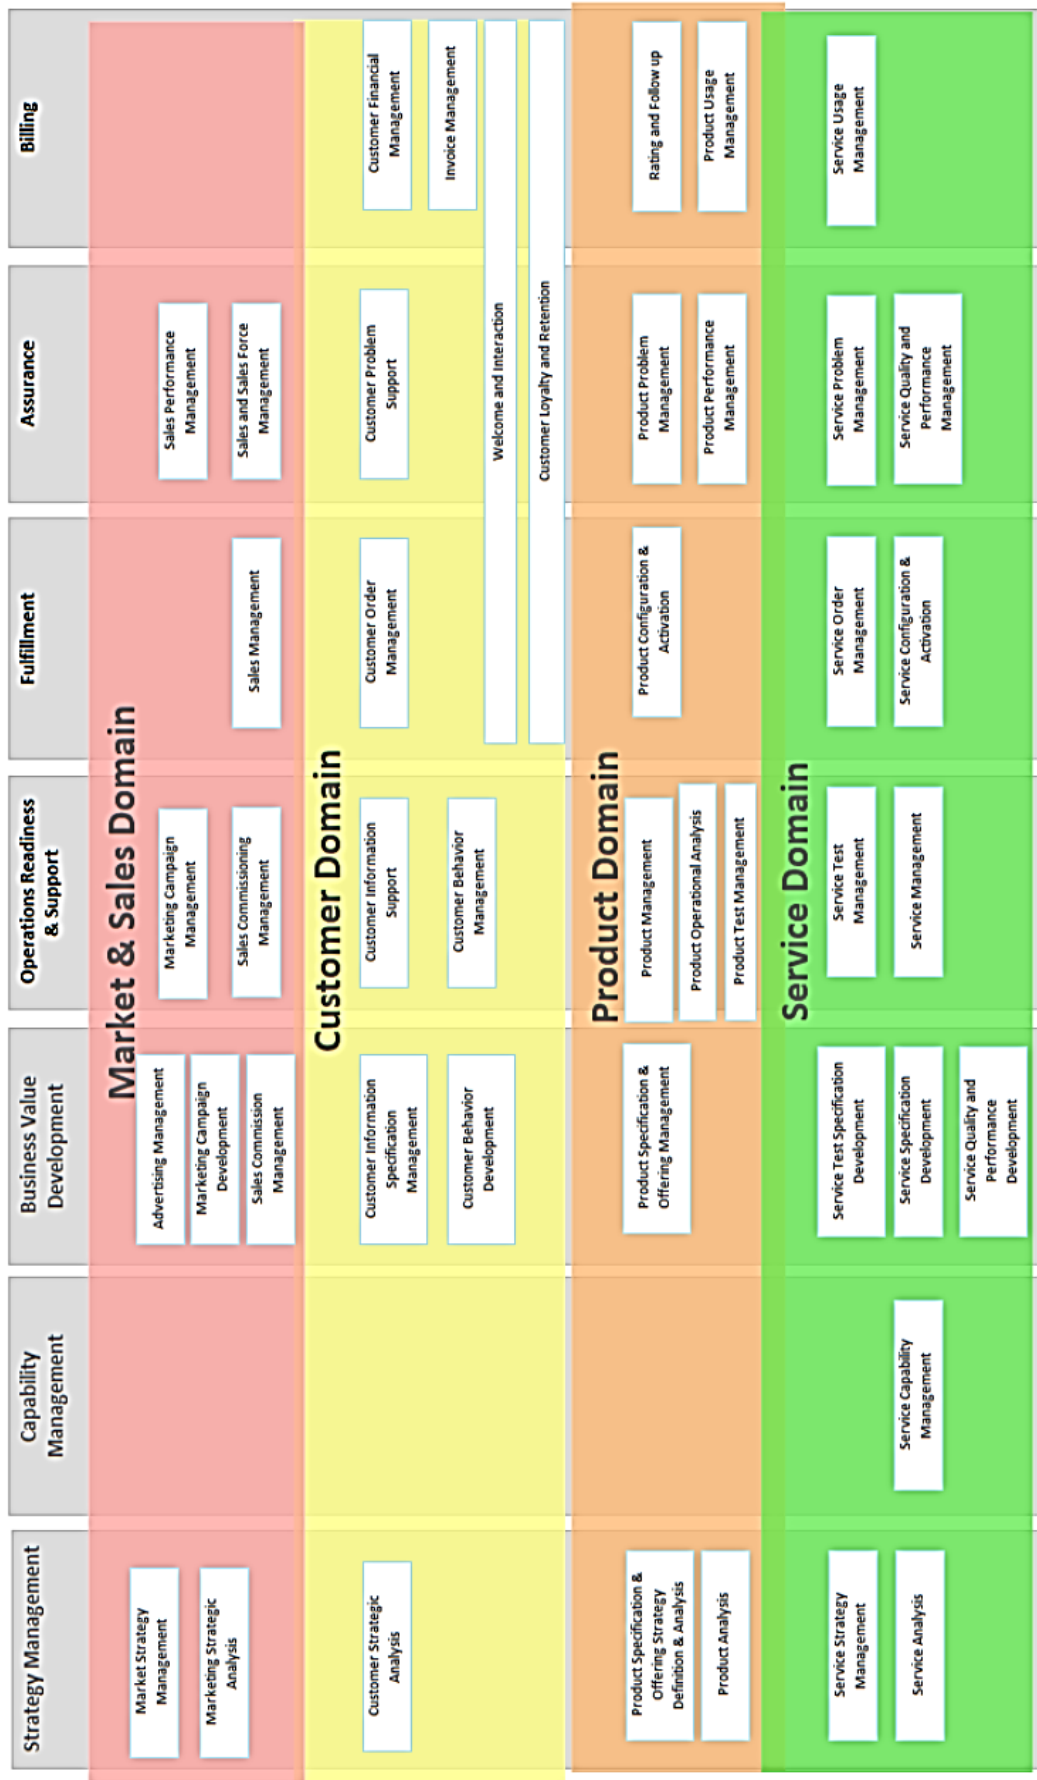 Strategy Management
Capability
Management
Business Value
Development
Operations Readiness
& Support
Fulfillment
Assurance
Billing
Market & Sales Domain
Market Strategy
Management
Marketing Strategic
Analysis
Advertising Management
Marketing Campaign
Development
Sales Commission
Management
Marketing Campaign
Management
Sales Commissioning
Management
Sales Management
Sales Performance
Management
Sales and Sales Force
Management
Customer Domain
Customer Strategic
Analysis
Customer Information
Specification
Management
Customer Behavior
Development
Customer Information
Support
Customer Behavior
Management
Customer Order
Management
Customer Problem
Support
Customer Financial
Management
Invoice Management
Welcome and Interaction
Customer Loyalty and Retention
Product Domain
Product Specification &
Offering Strategy
Definition & Analysis
Product Analysis
Product Specification &
Offering Management
Product Management
Product Operational Analysis
Product Test Management
Product Configuration &
Activation
Product Problem
Management
Product Performance
Management
Rating and Follow up
Product Usage
Management
Service Domain
Service Strategy
Management
Service Analysis
Service Capability
Management
Service Test Specification
Development
Service Specification
Development
Service Quality and
Performance
Development
Service Test
Management
Service Management
Service Order
Management
Service Configuration &
Activation
Service Problem
Management
Service Quality and
Performance
Management
Service Usage
Management